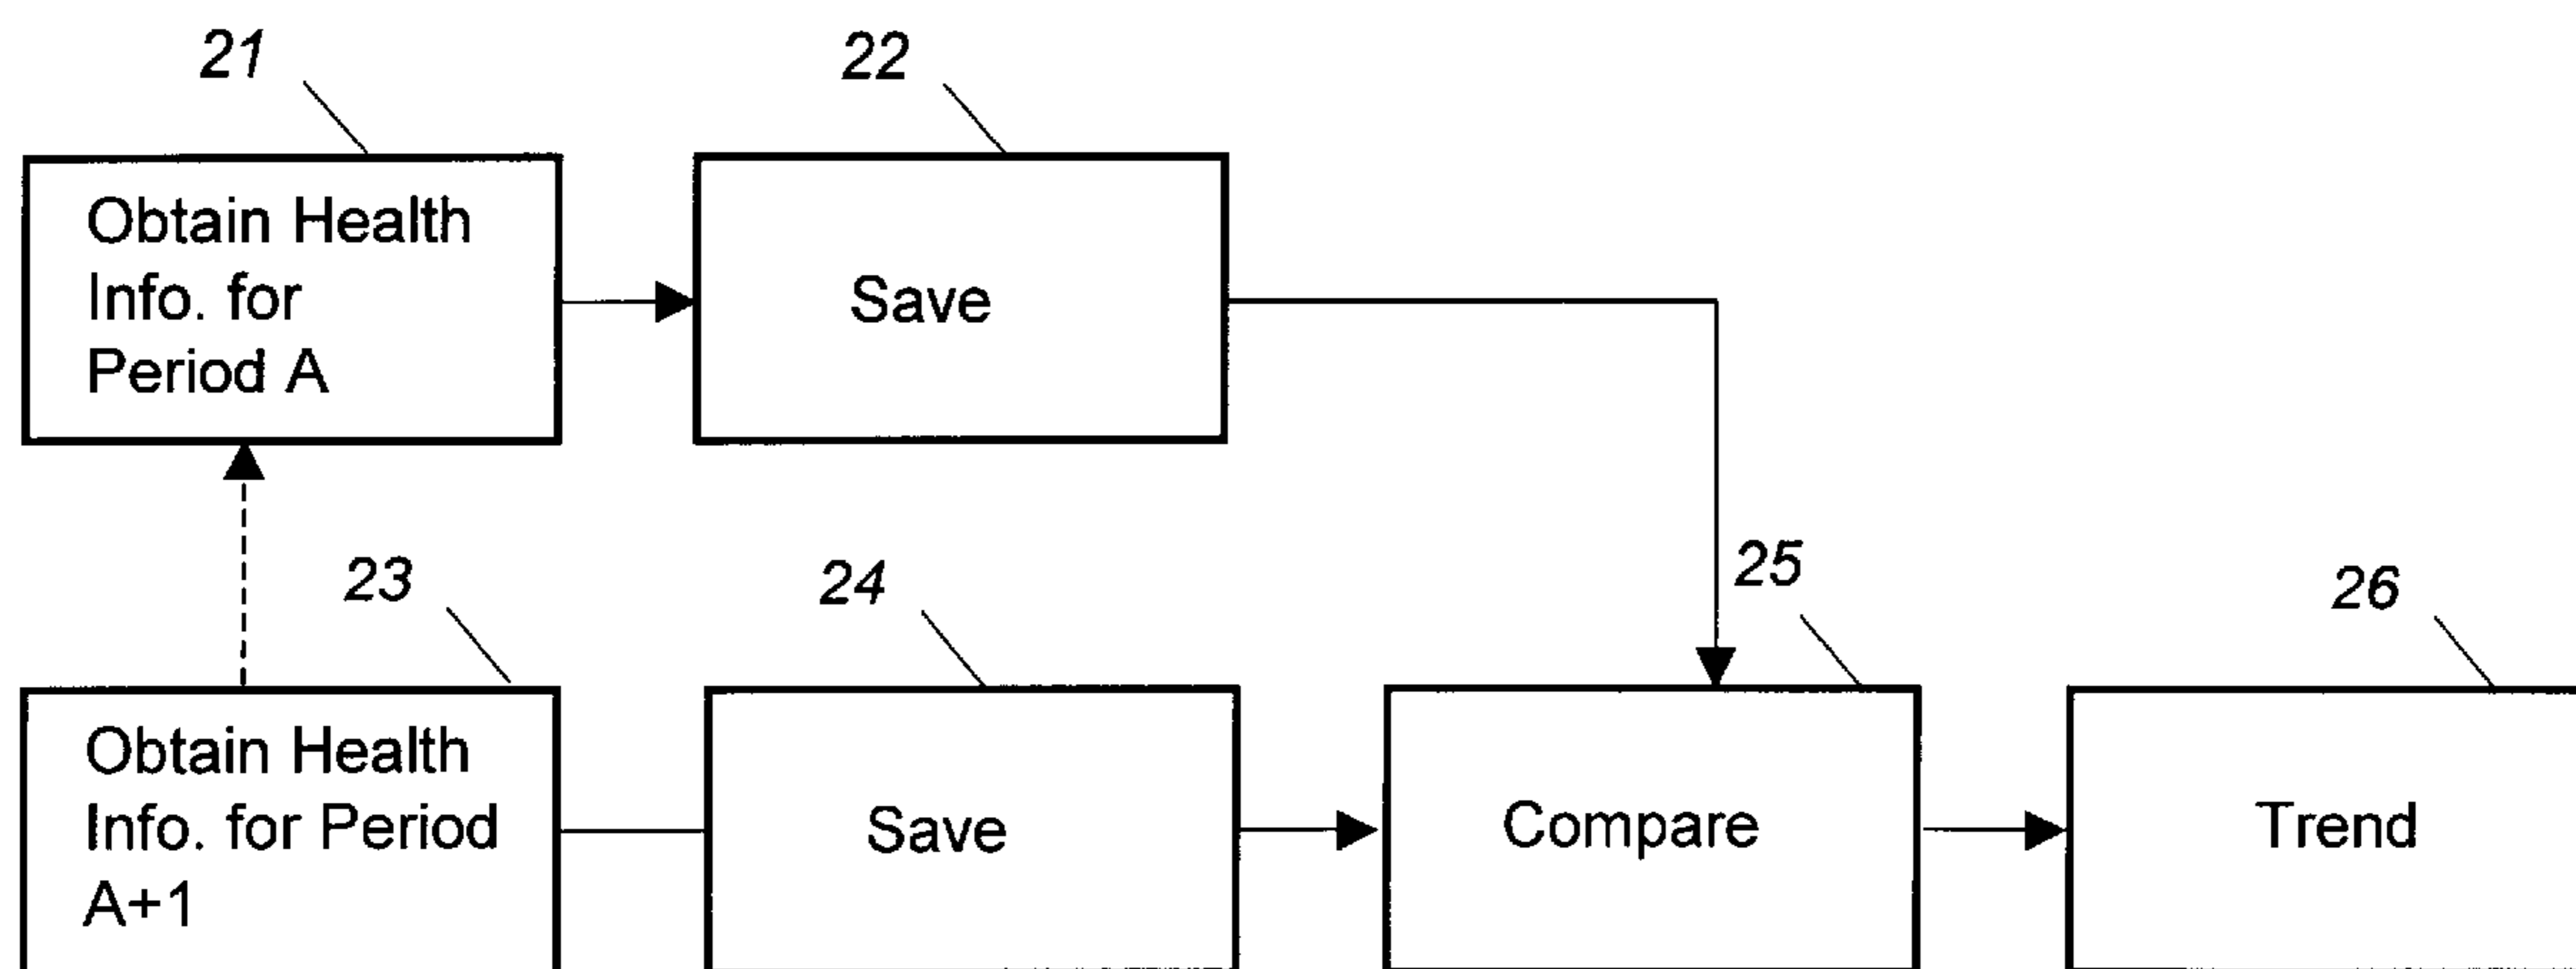 21
22
Obtain Health
Info. for
Period A
Save
23
24
25
26
Obtain Health
Info. for Period
A+1
Save
Compare
Trend